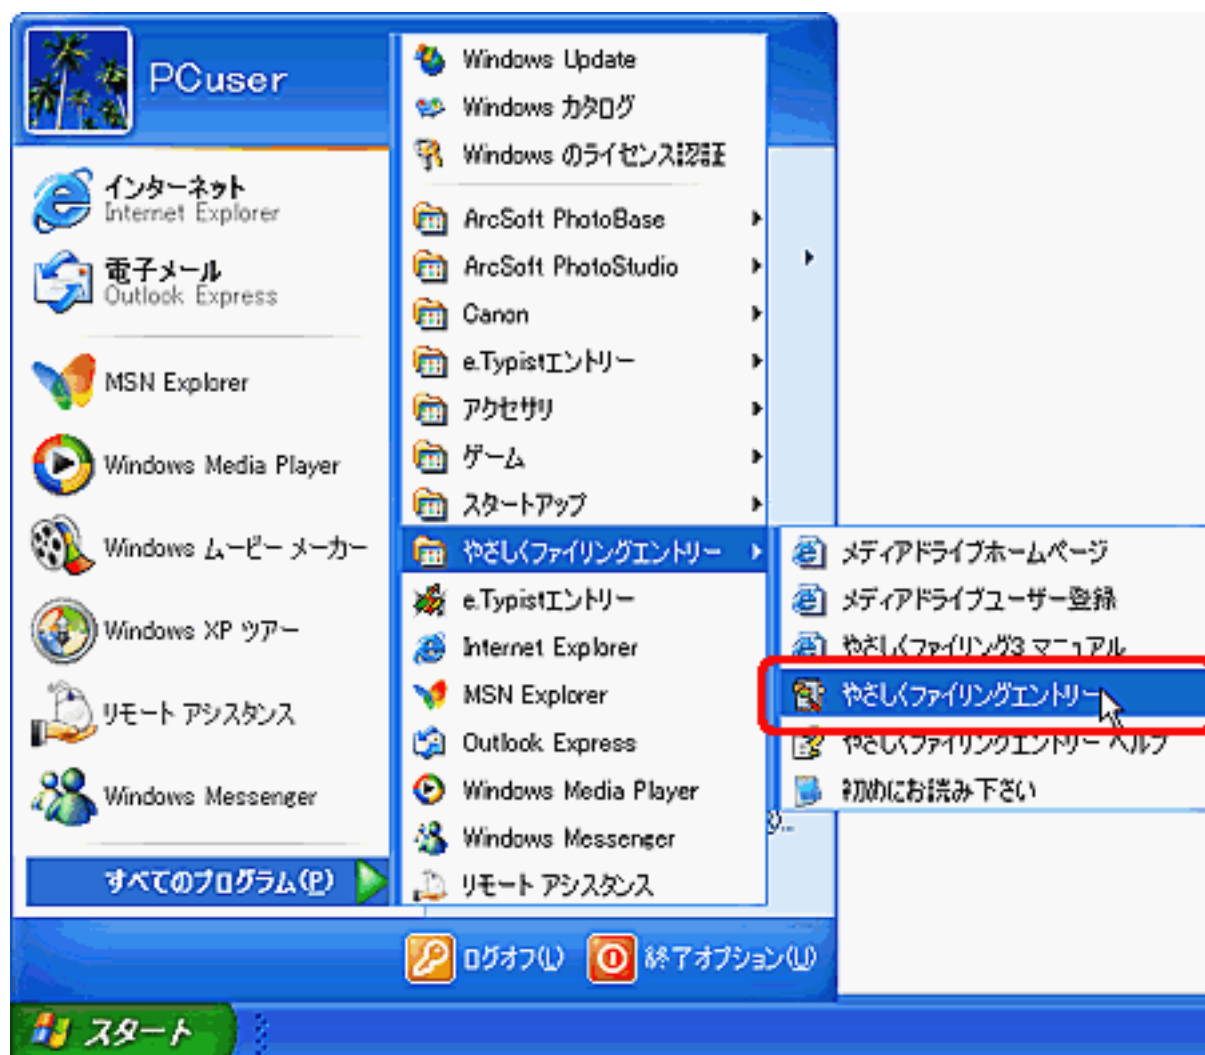 PCuser
インターネット
Internet Explorer
電子メール
Outlook Express
MSN Explorer
Windows Media Player
Windows ムービー メーカー
Windows XP ツアー
リモート アシスタンス
Windows Messenger
すべてのプログラム(P)
Windows Update
Windows カタログ
Windows のライセンス認証
ArcSoft PhotoBase
ArcSoft PhotoStudio
Canon
e.Typistエントリー
アクセサリ
ゲーム
スタートアップ
やさしくファイリングエントリー
e.Typistエントリー
Internet Explorer
MSN Explorer
Outlook Express
Windows Media Player
Windows Messenger
リモート アシスタンス
メディアドライブホームページ
メディアドライブユーザー登録
やさしくファイリング3 マニュアル
やさしくファイリングエントリー
やさしくファイリングエントリー ヘルプ
初めにお読み下さい
ログオフ(L)
終了オプション(U)
スタート